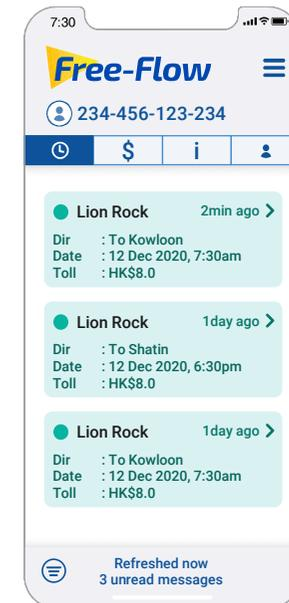 7:30
Free-Flow
234-456-123-234
$ i
Lion Rock 2min ago
Dir : To Kowloon
Date : 12 Dec 2020, 7:30am
Toll : HK$8.0
Lion Rock 1day ago
Dir : To Shatin
Date : 12 Dec 2020, 6:30pm
Toll : HK$8.0
Lion Rock 1day ago
Dir : To Kowloon
Date : 12 Dec 2020, 7:30am
Toll : HK$8.0
Refreshed now
3 unread messages